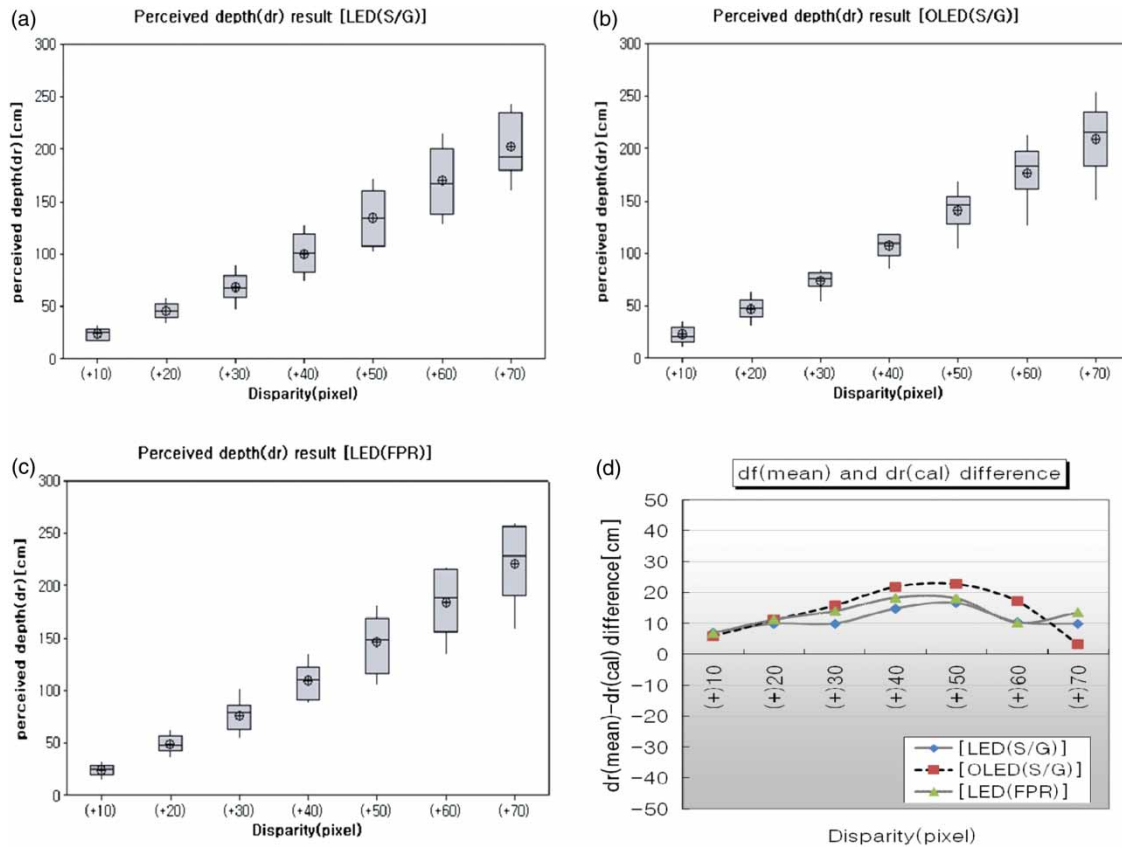 (a)
Perceived depth(dr) result [LED(S/G)]
perceived depth(dr)[cm]
300
250
200
150
100
50
0
(+10) (+20) (+30) (+40) (+50) (+60) (+70)
Disparity(pixel)
(b)
Perceived depth(dr) result [OLED(S/G)]
perceived depth(dr)[cm]
300
250
200
150
100
50
0
(+10) (+20) (+30) (+40) (+50) (+60) (+70)
Disparity(pixel)
(c)
Perceived depth(dr) result [LED(FPR)]
perceived depth(dr)[cm]
300
250
200
150
100
50
0
(+10) (+20) (+30) (+40) (+50) (+60) (+70)
Disparity(pixel)
(d)
df(mean) and dr(cal) difference
dr(mean)-dr(cal) difference[cm]
50
40
30
20
10
0
-10
-20
-30
-40
-50
(+)10 (+)20 (+)30 (+)40 (+)50 (+)60 (+)70
[LED(S/G)]
[OLED(S/G)]
[LED(FPR)]
Disparity(pixel)